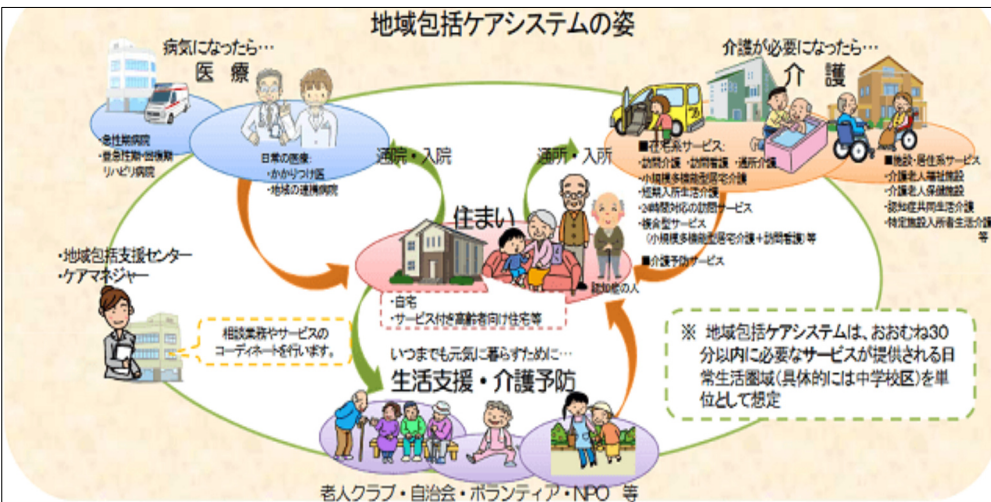 地域包括ケアシステムの姿
病気になったら…
医 療
介護が必要になったら…
介 護
・急性期病院
・亜急性期・回復期
リハビリ病院
日常の医療:
・かかりつけ医
・地域の連携病院
通院・入院
通所・入所
■在宅系サービス:
・訪問介護 ・訪問看護 ・通所介護
・小規模多機能型居宅介護
・短期入所生活介護
・24時間対応の訪問サービス
・複合型サービス
(小規模多機能型居宅介護+訪問看護)等
■介護予防サービス
■施設・居住系サービス
・介護老人福祉施設
・介護老人保健施設
・認知症共同生活介護
・特定施設入所者生活介護
等
住まい
認知症の人
・自宅
・サービス付き高齢者向け住宅等
・地域包括支援センター
・ケアマネジャー
相談業務やサービスの
コーディネートを行います。
いつまでも元気に暮らすために…
生活支援・介護予防
※ 地域包括ケアシステムは、おおむね30
分以内に必要なサービスが提供される日
常生活圏域(具体的には中学校区)を単
位として想定
老人クラブ・自治会・ボランティア・NPO 等